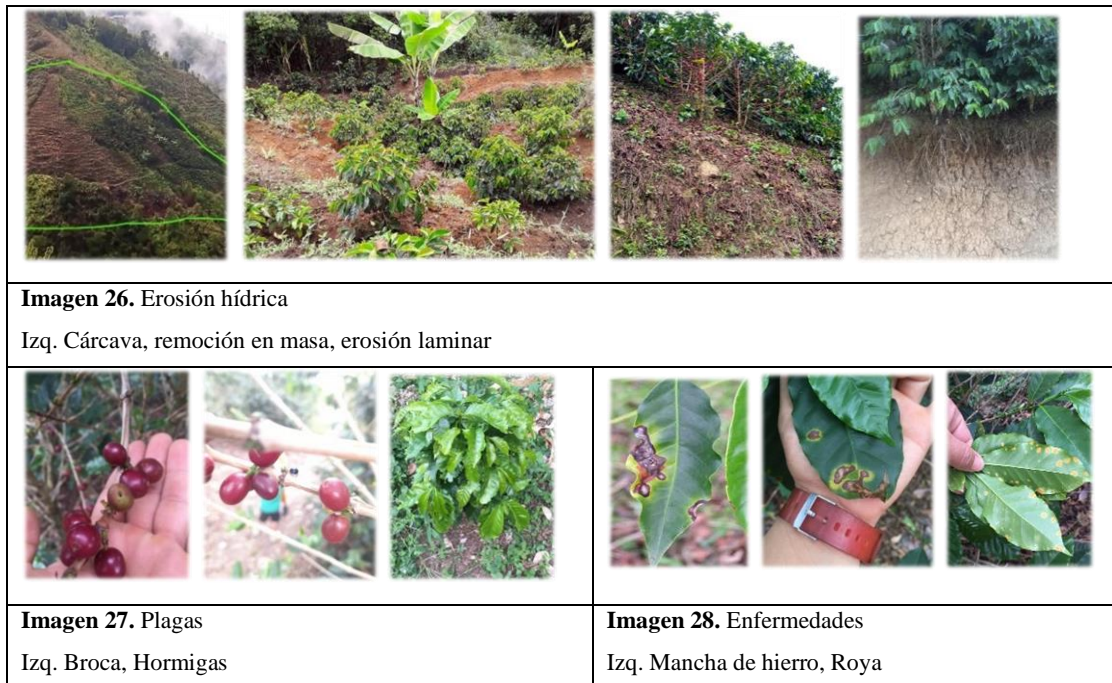 Imagen 26. Erosión hídrica
Izq. Cárcava, remoción en masa, erosión laminar
Imagen 27. Plagas
Izq. Broca, Hormigas
Imagen 28. Enfermedades
Izq. Mancha de hierro, Roya